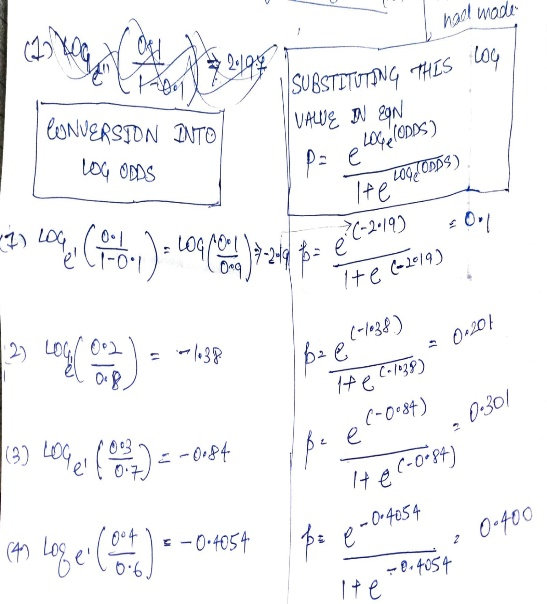 had made
(1) LOG e" (0.1 / 1-0.1) ⇒ 2.197
CONVERSION INTO
LOG ODDS
SUBSTITUTING THIS LOG
VALUE IN EQN
P = e^LOGe(ODDS) / 1+e^LOGe(ODDS)
(1) LOG e' (0.1 / 1-0.1) = LOG (0.1 / 0.9) ⇒ -2.19
p = e^(-2.19) / 1+e^(-2.19) = 0.1
2) LOG e' (0.2 / 0.8) = -1.38
p = e^(-1.38) / 1+e^(-1.38) = 0.201
(3) LOG e' (0.3 / 0.7) = -0.84
p = e^(-0.84) / 1+e^(-0.84) = 0.301
(4) Log e' (0.4 / 0.6) = -0.4054
p = e^-0.4054 / 1+e^-0.4054 = 0.400